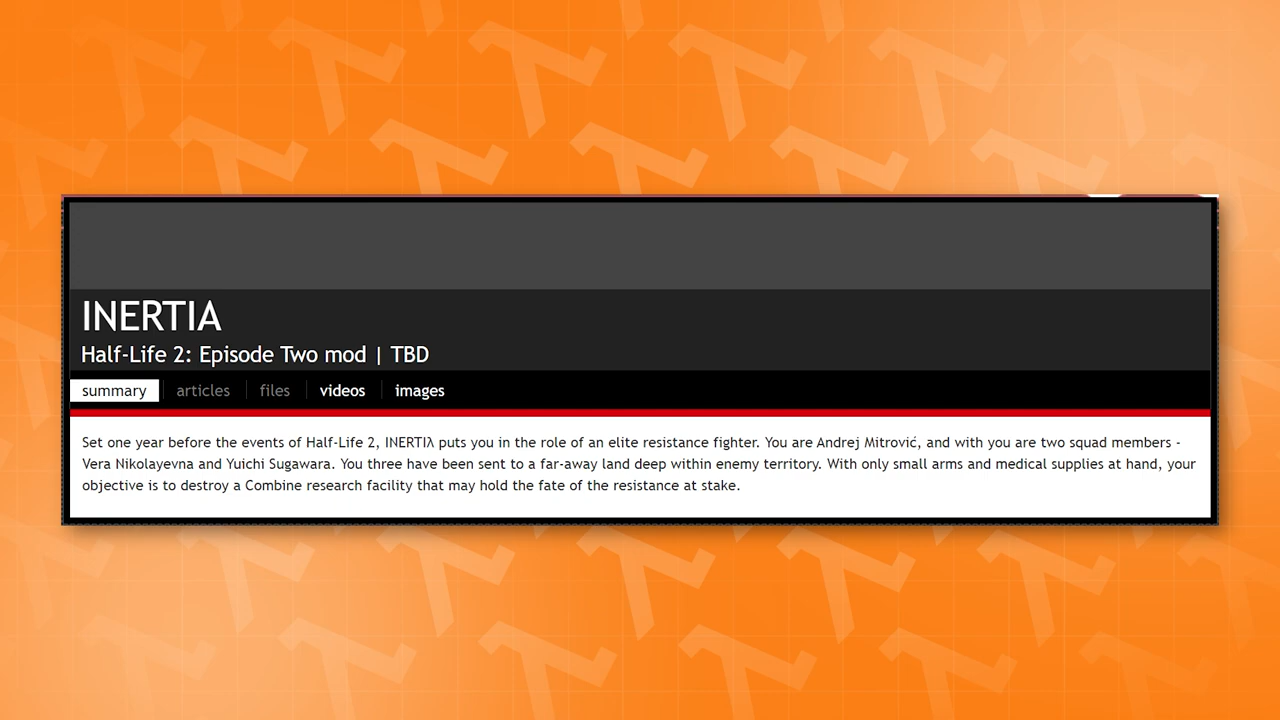 INERTIA
Half-Life 2: Episode Two mod | TBD
summary articles files videos images
Set one year before the events of Half-Life 2, INERTIλ puts you in the role of an elite resistance fighter. You are Andrej Mitrović, and with you are two squad members -
Vera Nikolayevna and Yuichi Sugawara. You three have been sent to a far-away land deep within enemy territory. With only small arms and medical supplies at hand, your
objective is to destroy a Combine research facility that may hold the fate of the resistance at stake.